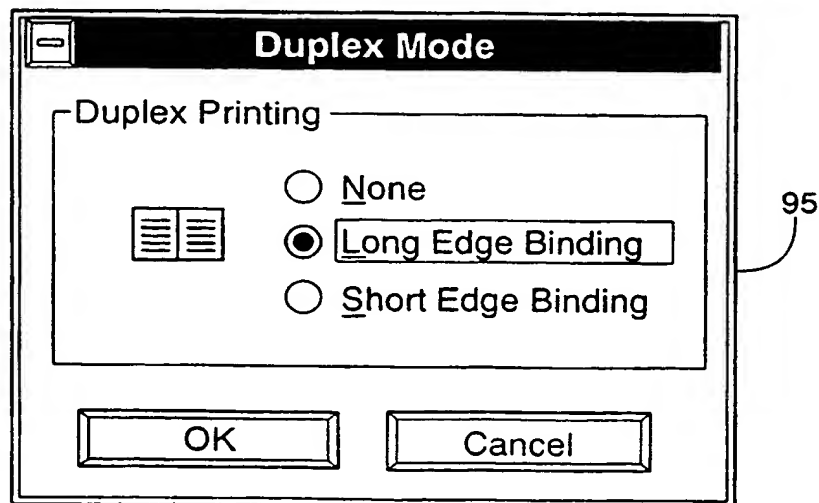 Duplex Mode
Duplex Printing
None
Long Edge Binding
Short Edge Binding
OK
Cancel
95